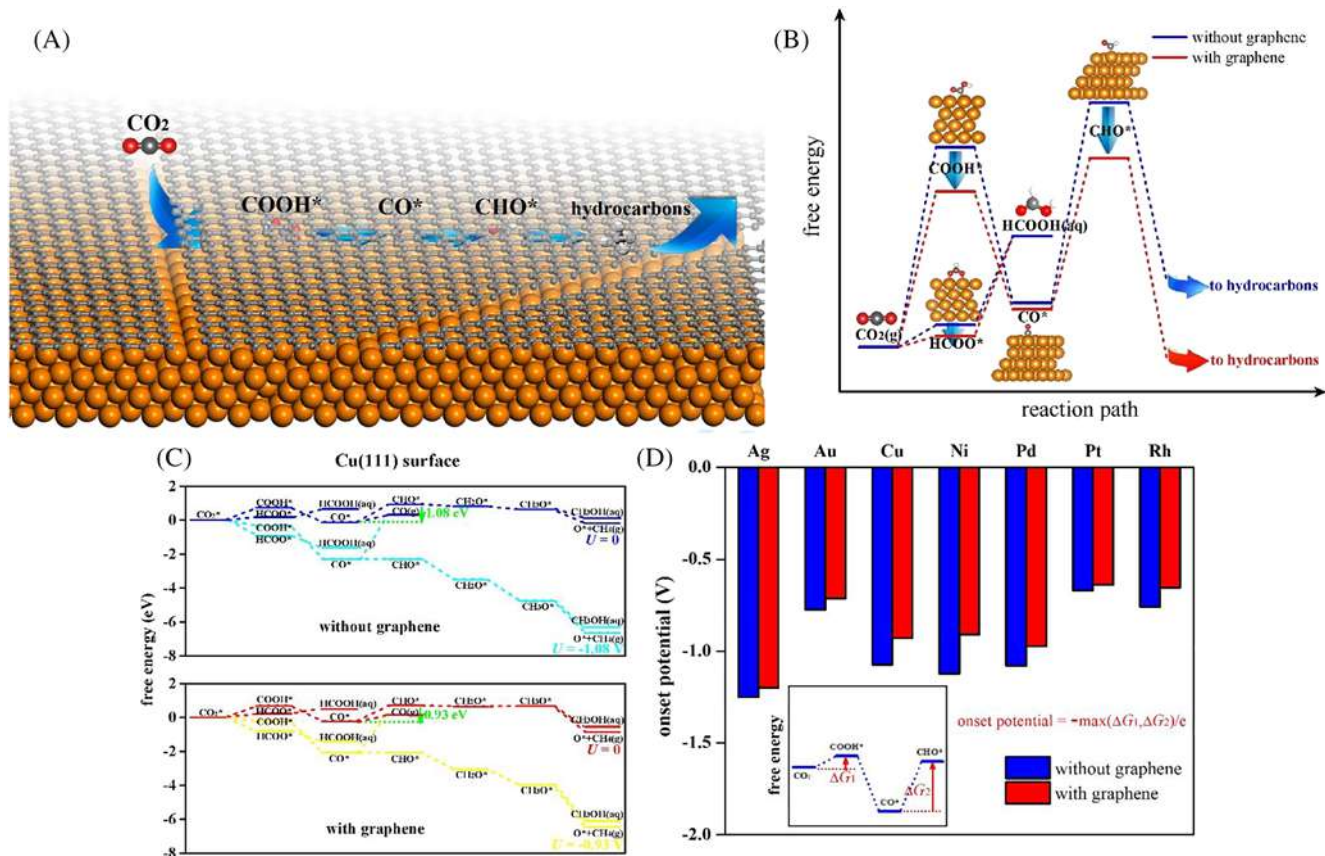 (A)
CO2
COOH* CO* CHO* hydrocarbons
(B)
without graphene
with graphene
free energy
COOH*
CHO*
HCOOH(aq)
CO2(g)
HCOO*
CO*
to hydrocarbons
to hydrocarbons
reaction path
(C)
Cu(111) surface
free energy (eV)
2
0
-2
-4
-6
-8
CO2*
COOH*
HCOO*
COOH*
HCOO*
HCOOH(aq)
CO*
HCOOH(aq)
CO*
CHO*
CO(g)
1.08 eV
CHO*
CH2O*
CH2O*
CH3O*
CH3O*
CH3OH(aq)
O*+CH4(g)
U = 0
CH3OH(aq)
O*+CH4(g)
U = -1.08 V
without graphene
2
0
-2
-4
-6
-8
CO2*
COOH*
HCOO*
COOH*
HCOO*
HCOOH(aq)
CO*
HCOOH(aq)
CO*
CHO*
CO(g)
0.93 eV
CHO*
CH2O*
CH2O*
CH3O*
CH3O*
CH3OH(aq)
O*+CH4(g)
U = 0
CH3OH(aq)
O*+CH4(g)
U = -0.93 V
with graphene
(D)
Ag Au Cu Ni Pd Pt Rh
onset potential (V)
0.0
-0.5
-1.0
-1.5
-2.0
onset potential = -max(ΔG1,ΔG2)/e
without graphene
with graphene
free energy
CO2
COOH*
ΔG1
CO*
CHO*
ΔG2